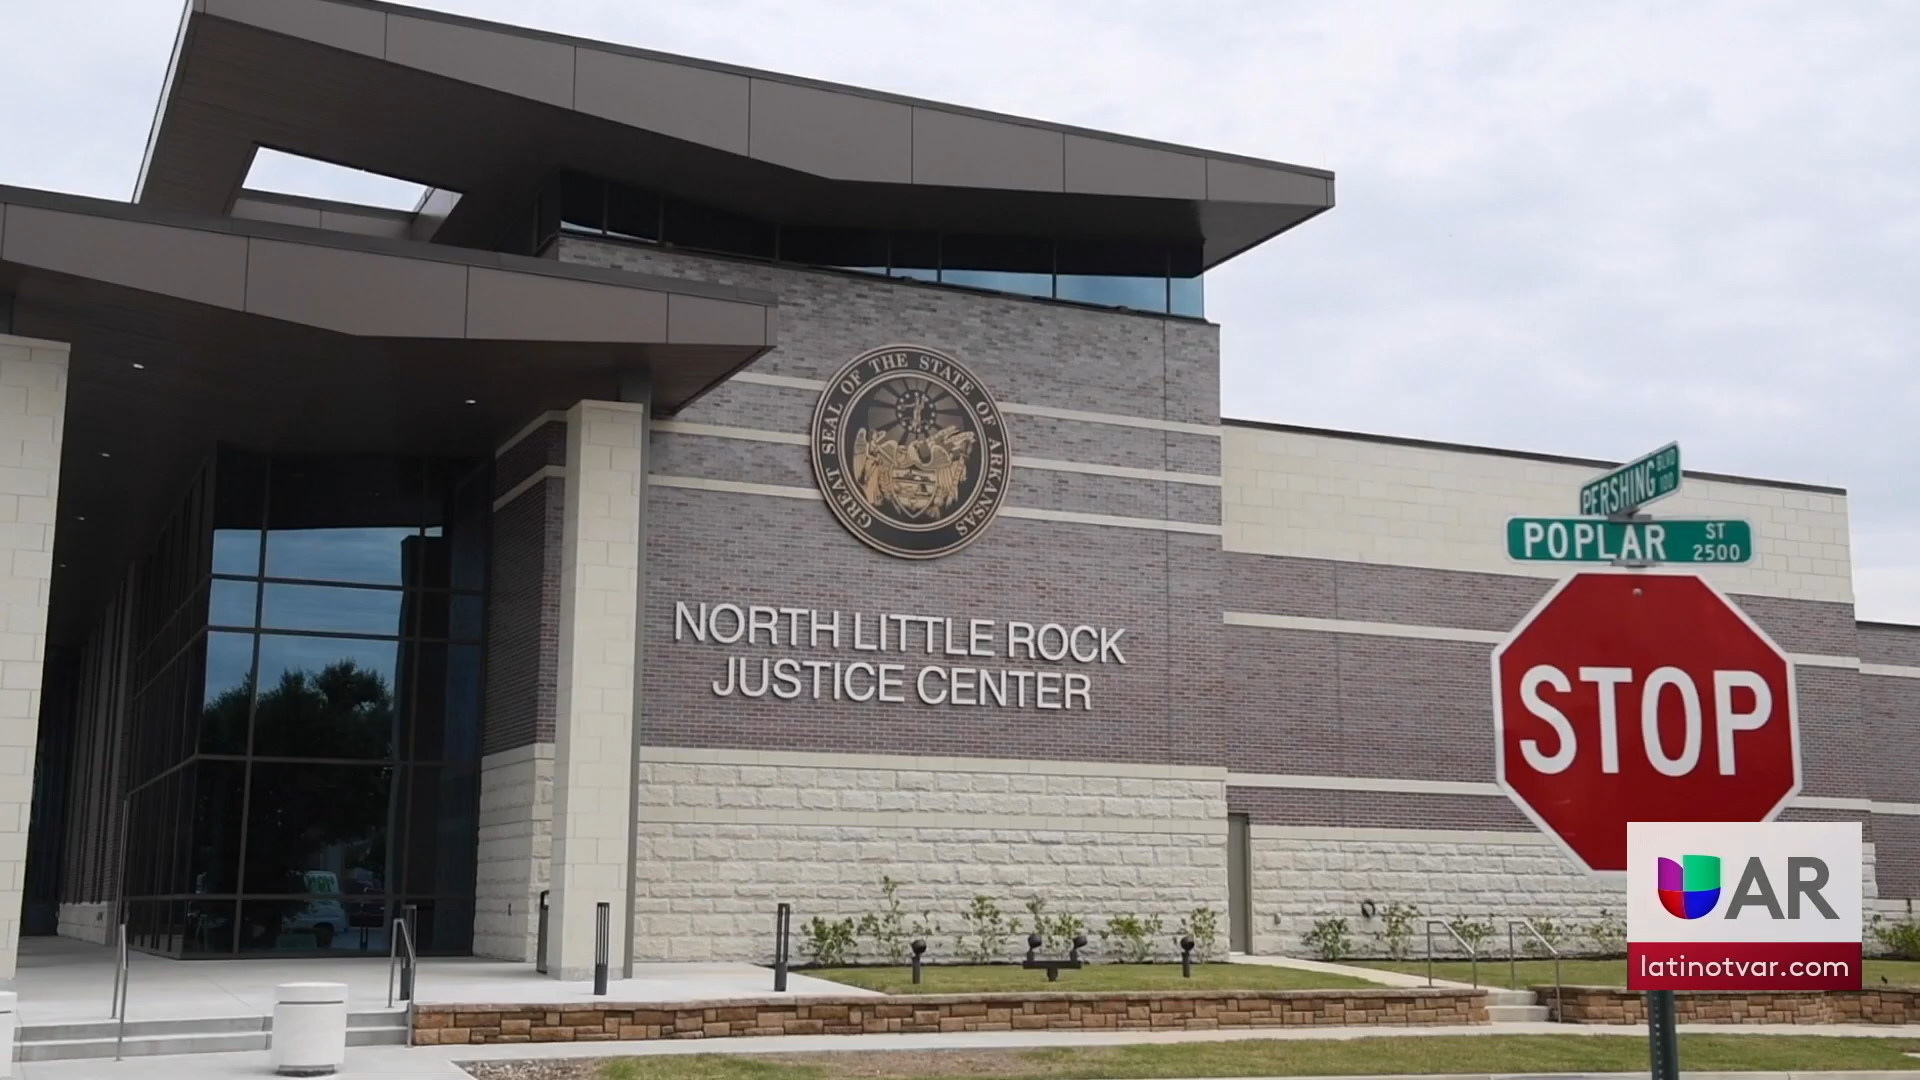 GREAT SEAL OF THE STATE OF ARKANSAS
NORTH LITTLE ROCK
JUSTICE CENTER
PERSHING BLVD
100
POPLAR ST
2500
STOP
AR
latinotvar.com